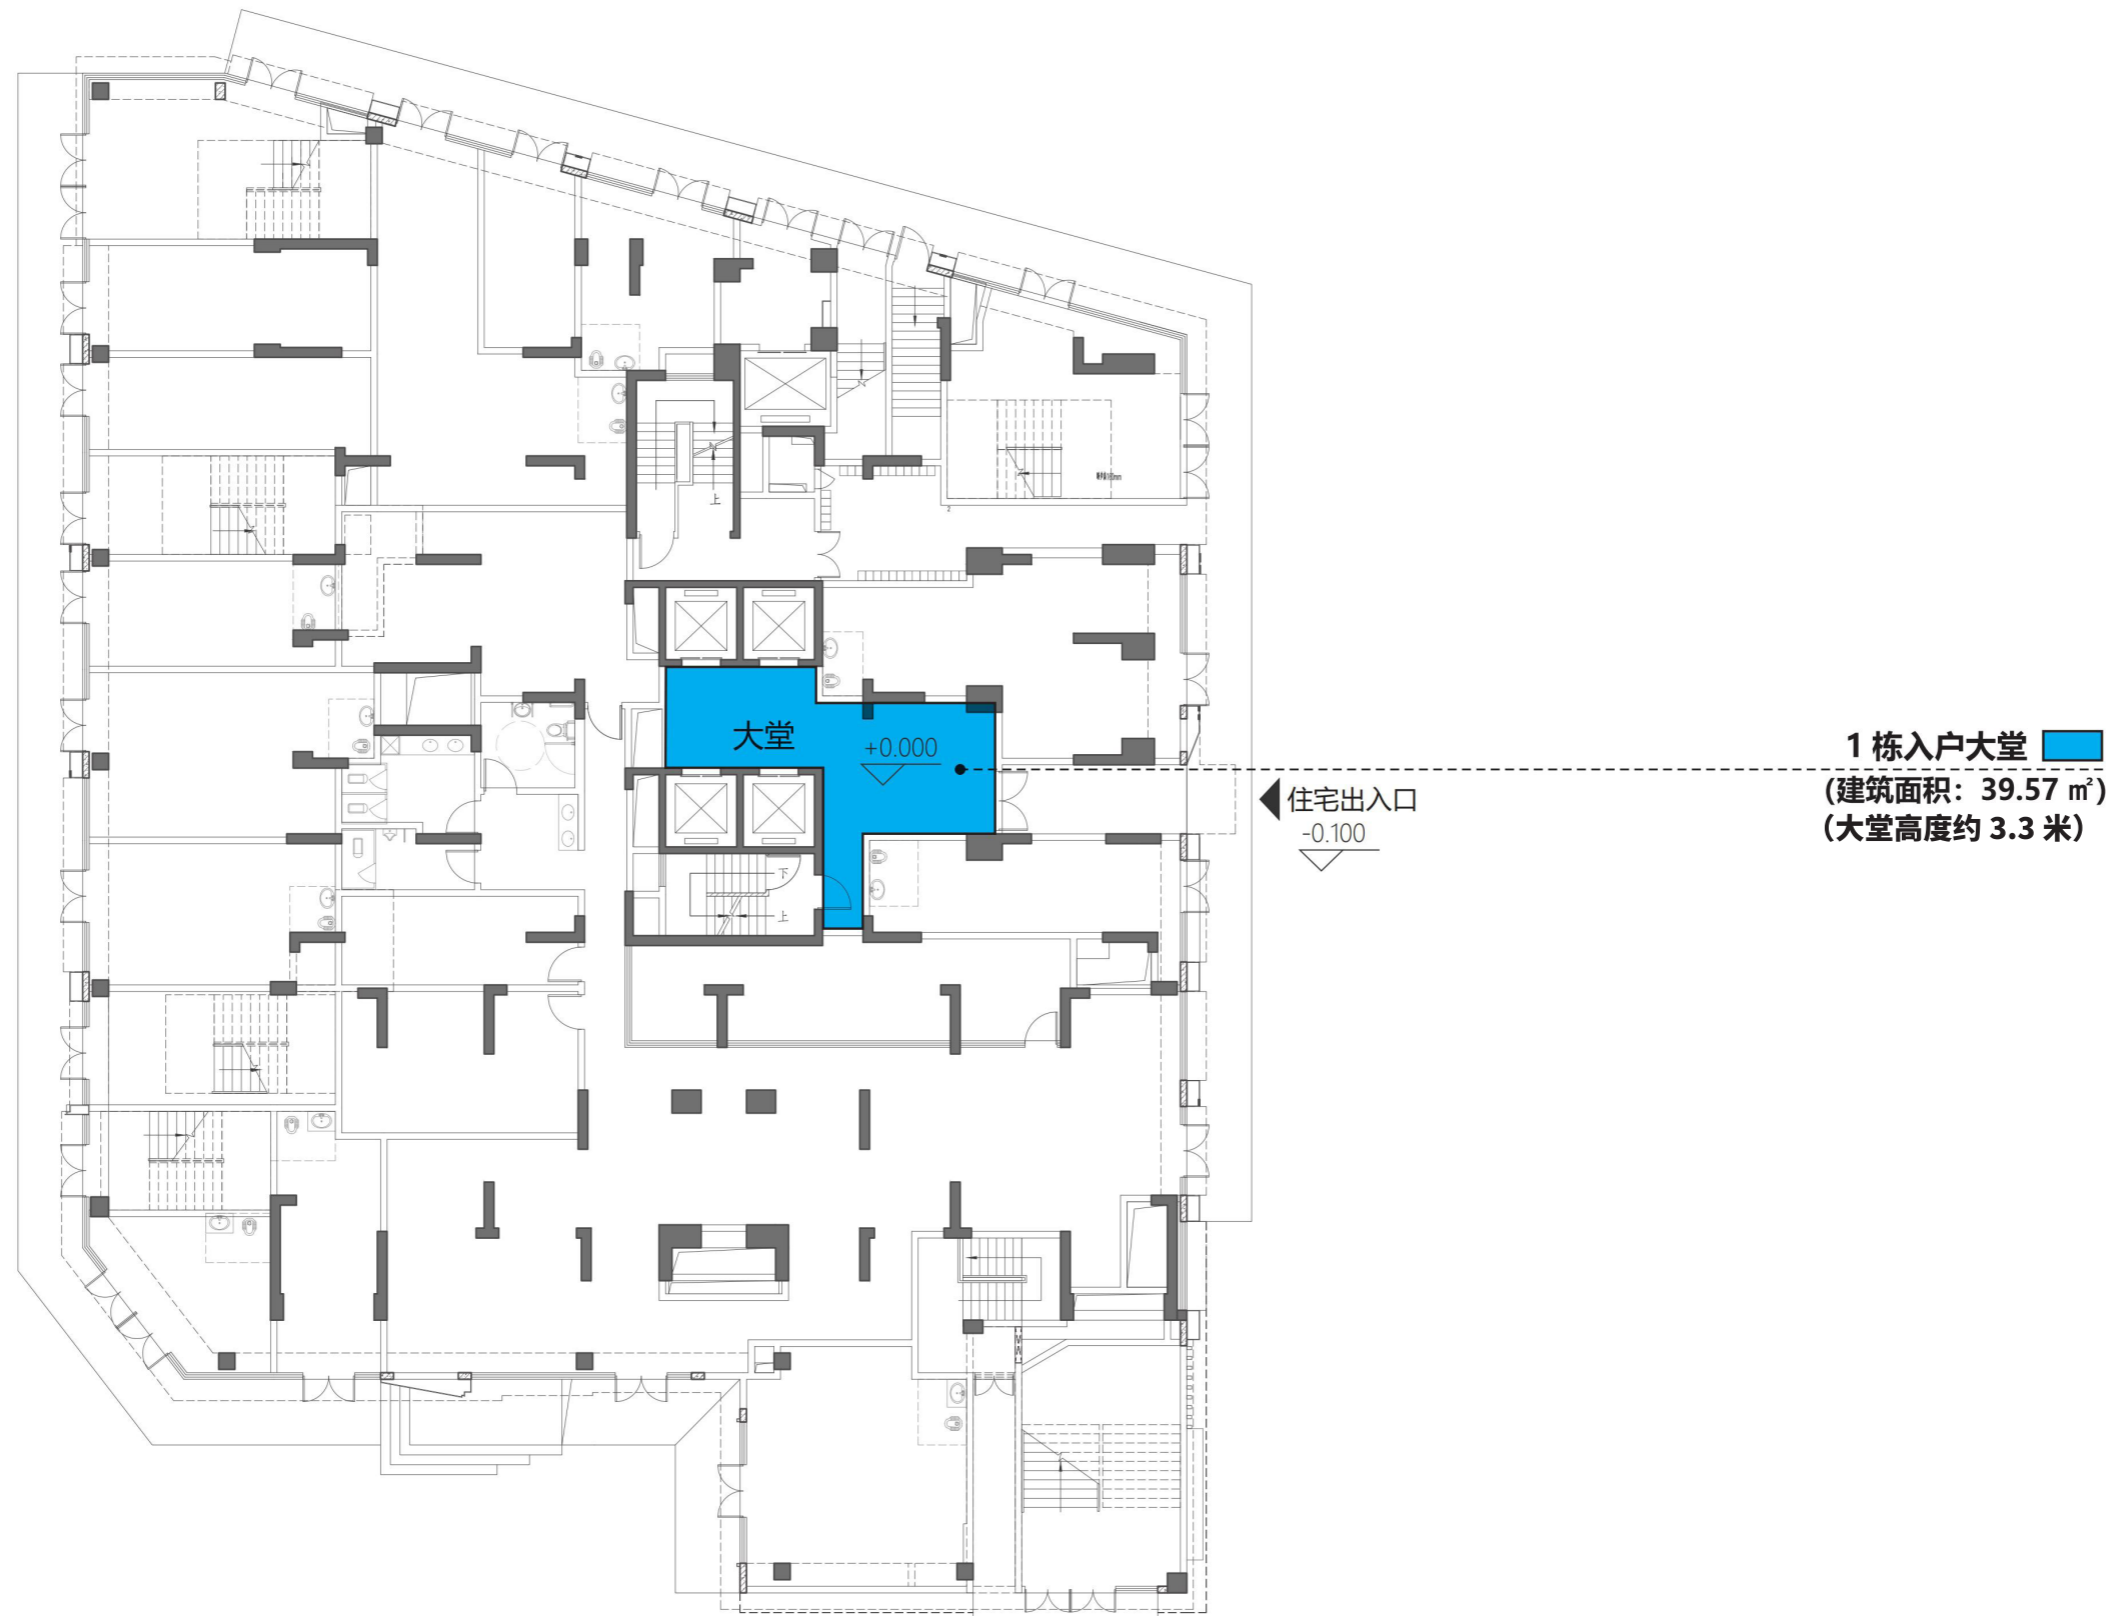 上
大堂
+0.000
1 栋入户大堂
(建筑面积：39.57 ㎡)
(大堂高度约 3.3 米)
住宅出入口
-0.100
下
上